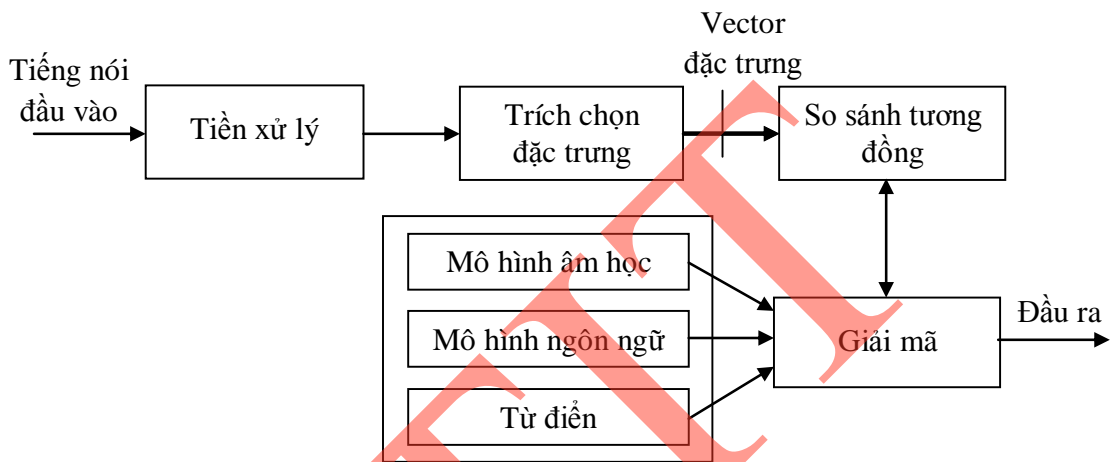 Tiếng nói
đầu vào
Tiền xử lý
Trích chọn
đặc trưng
Vector
đặc trưng
So sánh tương
đồng
Mô hình âm học
Mô hình ngôn ngữ
Từ điển
Giải mã
Đầu ra